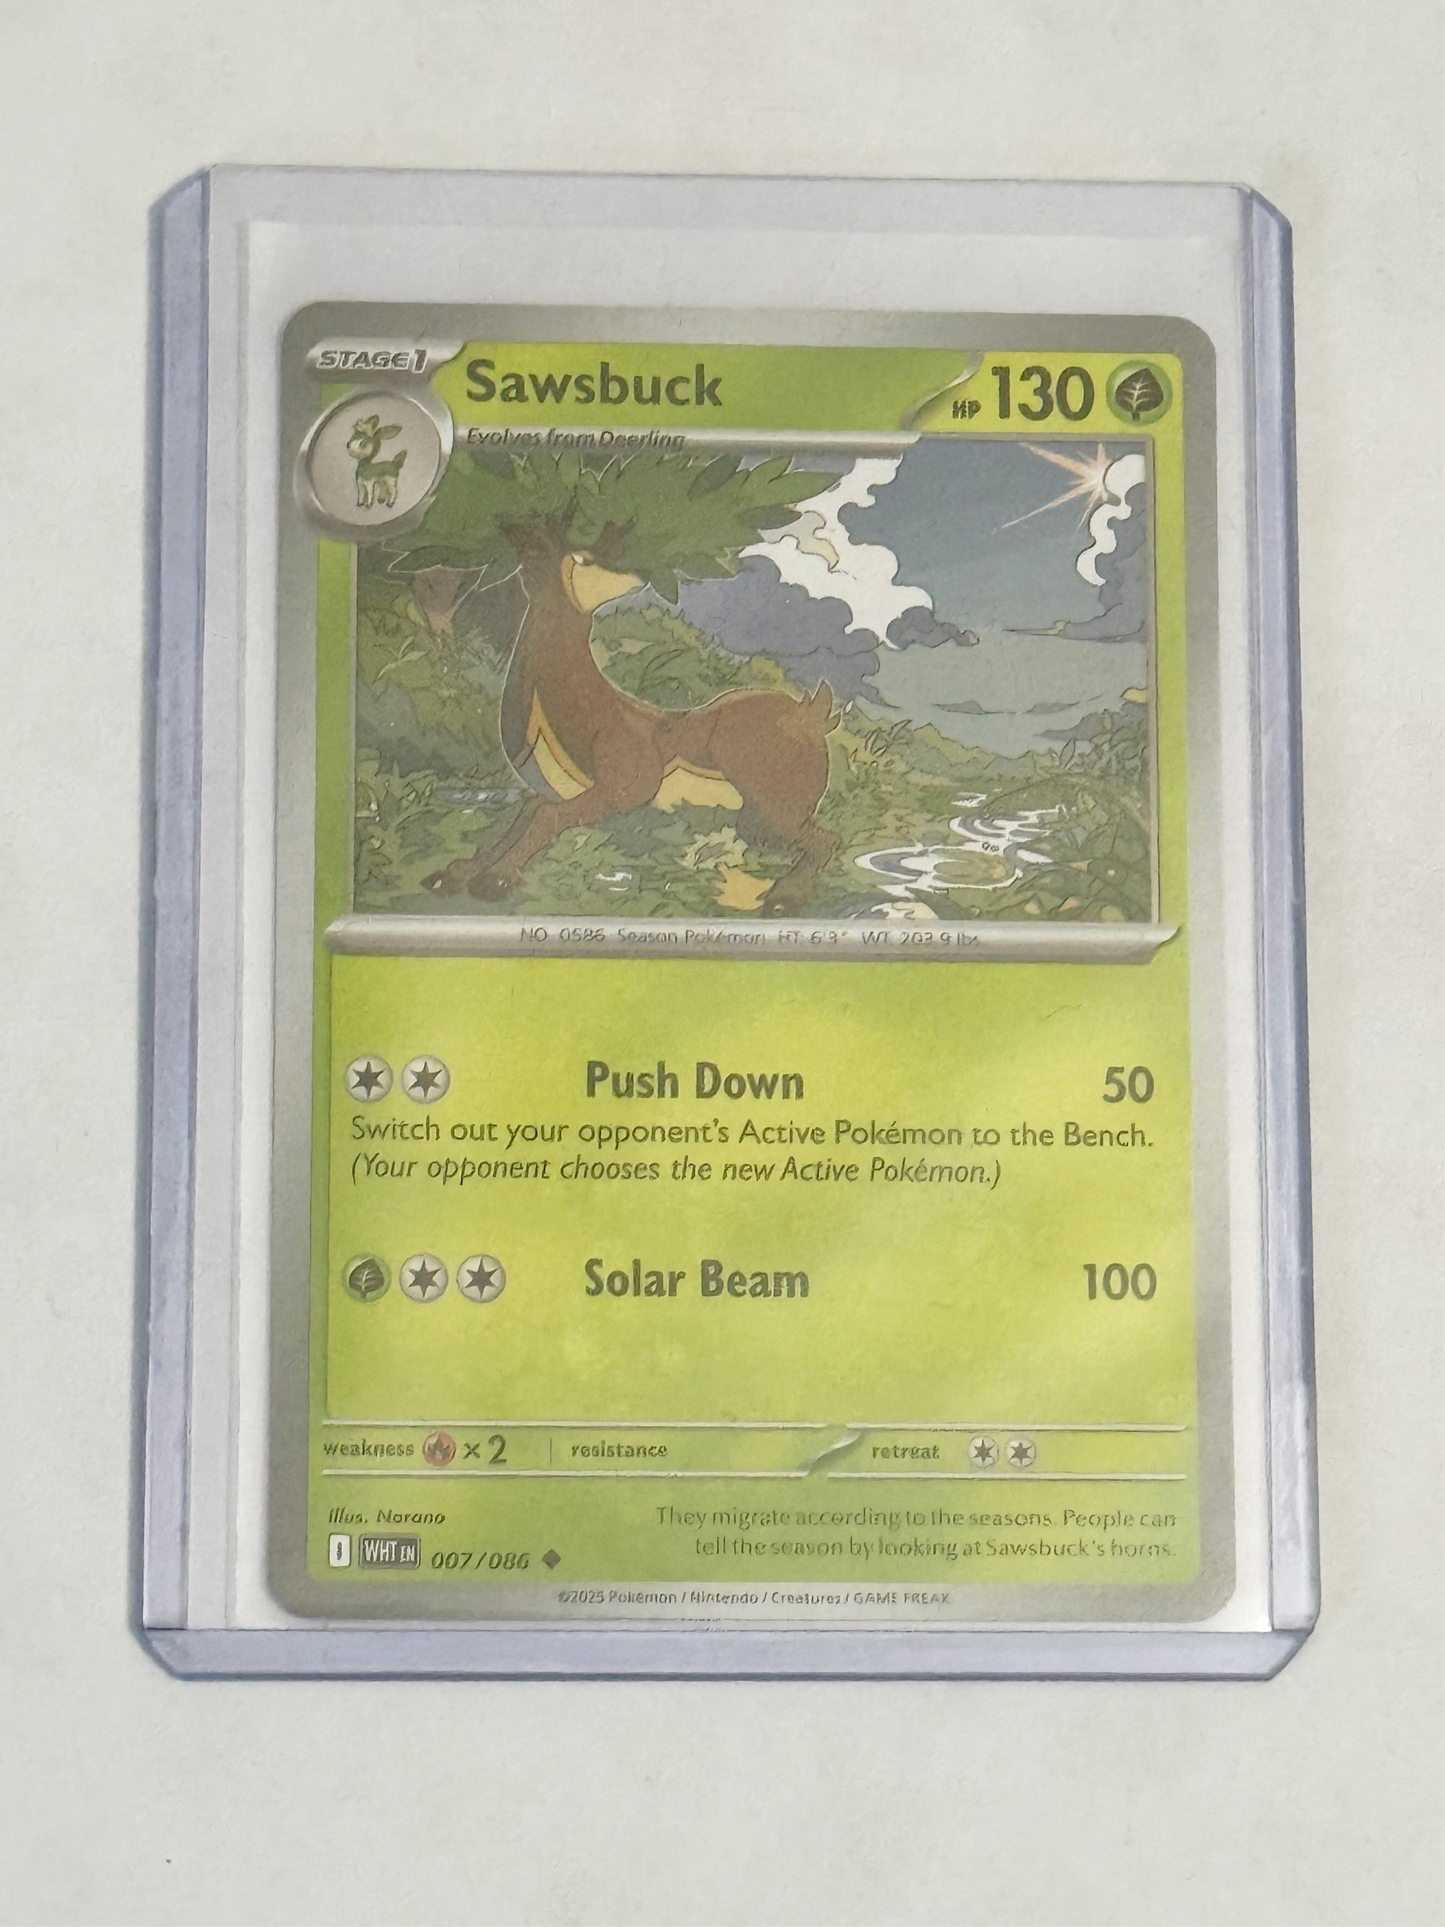 STAGE 1
Sawsbuck
HP 130
Evolves from Deerling
NO. 0586 Season Pokémon HT: 6'3" WT: 203.9 lbs.
Push Down 50
Switch out your opponent's Active Pokémon to the Bench.
(Your opponent chooses the new Active Pokémon.)
Solar Beam 100
weakness ×2 resistance retreat
Illus. Norano
They migrate according to the seasons. People can
tell the season by looking at Sawsbuck's horns.
WHT EN 007/086
©2025 Pokémon / Nintendo / Creatures / GAME FREAK